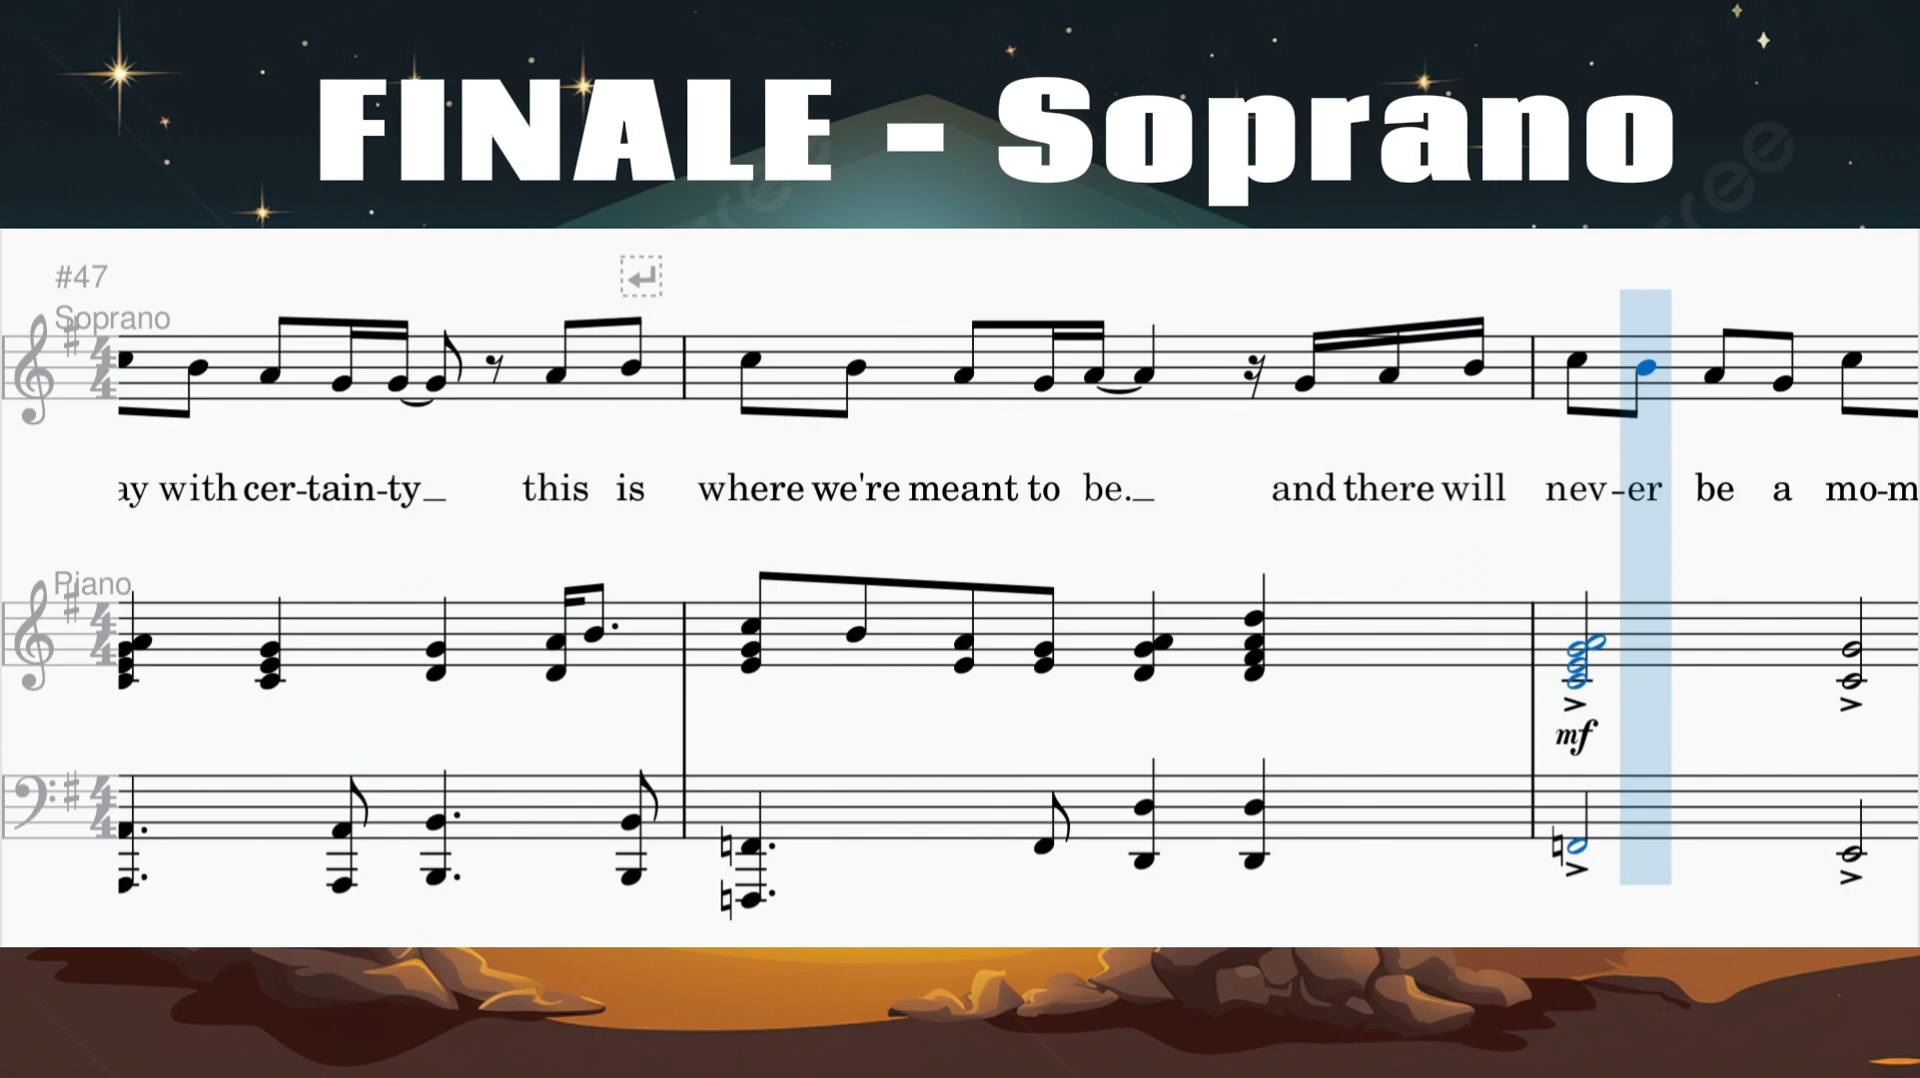 FINALE - Soprano
#47
Soprano
ay with cer-tain-ty_ this is where we're meant to be._ and there will nev-er be a mo-m
Piano
mf